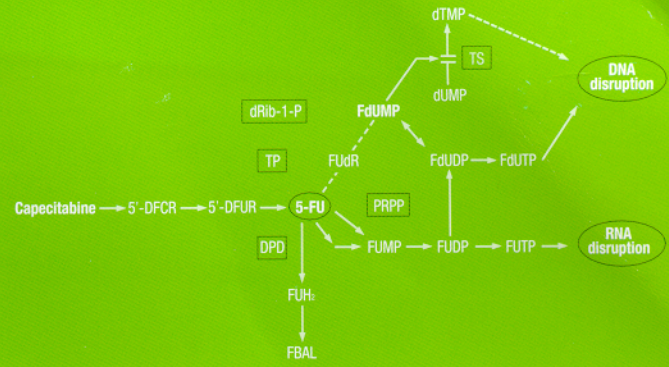 dTMP
TS
DNA
disruption
dUMP
dRib-1-P
FdUMP
TP
FUdR
FdUDP
FdUTP
Capecitabine
5'-DFCR
5'-DFUR
5-FU
PRPP
DPD
FUMP
FUDP
FUTP
RNA
disruption
FUH2
FBAL